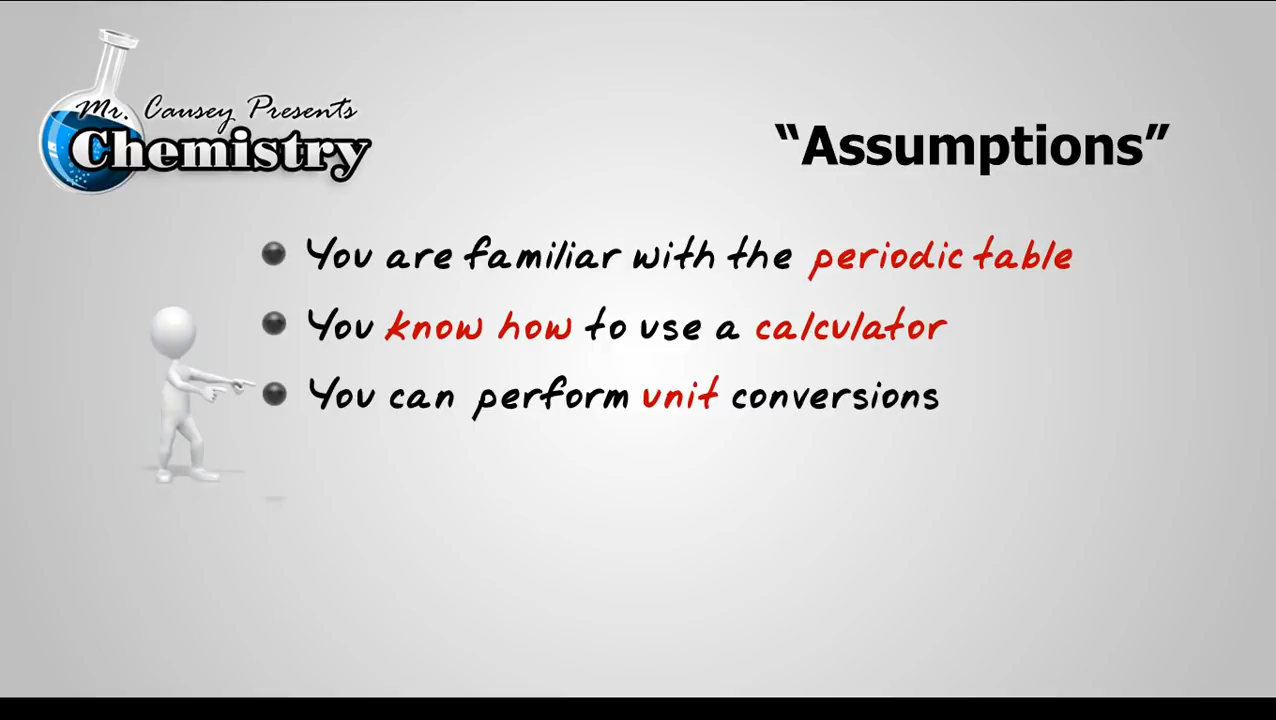 Mr. Causey Presents
Chemistry
“Assumptions”
You are familiar with the periodic table
You know how to use a calculator
You can perform unit conversions